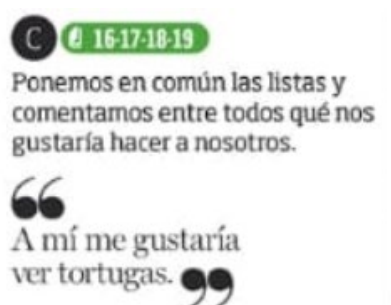 C 16-17-18-19
Ponemos en común las listas y
comentamos entre todos qué nos
gustaría hacer a nosotros.
“
A mí me gustaría
ver tortugas. ”